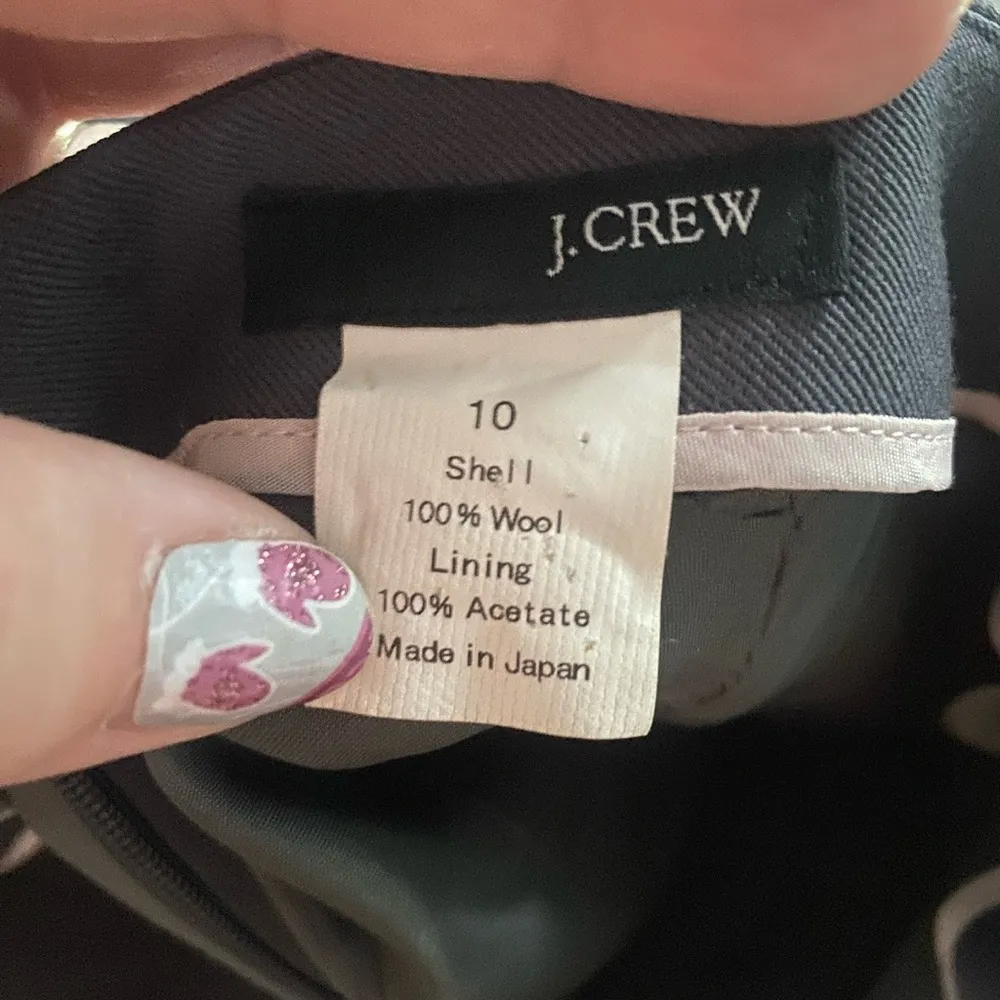 J.CREW
10
Shell
100% Wool
Lining
100% Acetate
Made in Japan